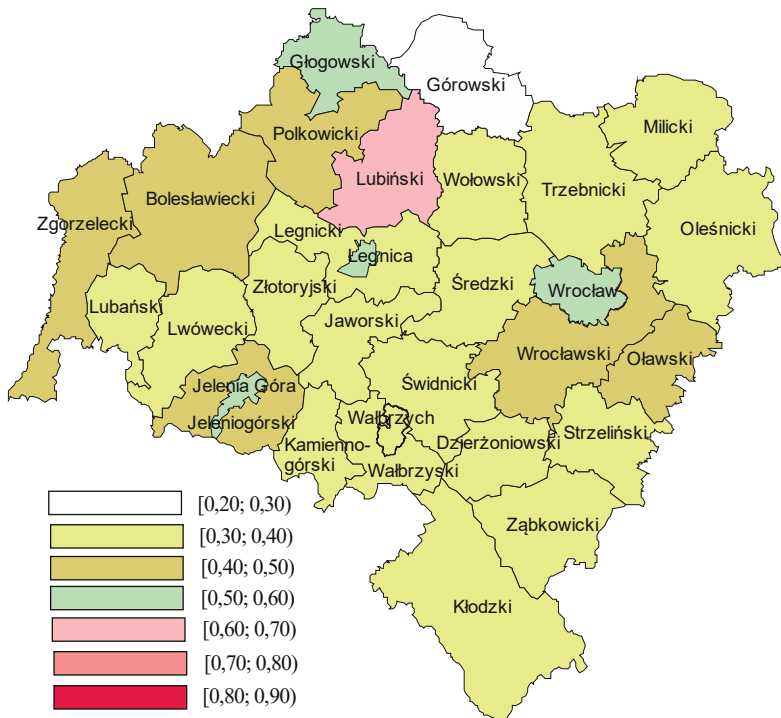 Głogowski
Górowski
Milicki
Polkowicki
Lubiński
Wołowski
Trzebnicki
Bolesławiecki
Zgorzelecki
Legnicki
Oleśnicki
Legnica
Złotoryjski
Średzki
Wrocław
Lubański
Lwówecki
Jaworski
Wrocławski
Oławski
Jelenia Góra
Świdnicki
Jeleniogórski
Wałbrzych
Dzierżoniowski
Strzeliński
Kamienno-
górski
Wałbrzyski
Ząbkowicki
Kłodzki
[0,20; 0,30)
[0,30; 0,40)
[0,40; 0,50)
[0,50; 0,60)
[0,60; 0,70)
[0,70; 0,80)
[0,80; 0,90)